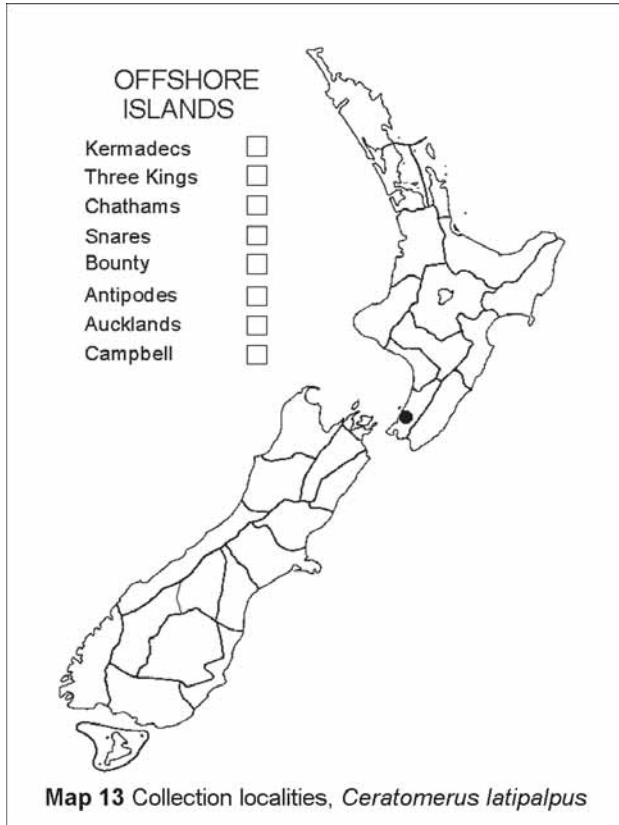 OFFSHORE
ISLANDS
Kermadecs
Three Kings
Chathams
Snares
Bounty
Antipodes
Aucklands
Campbell
Map 13 Collection localities, Ceratomerus latipalpus